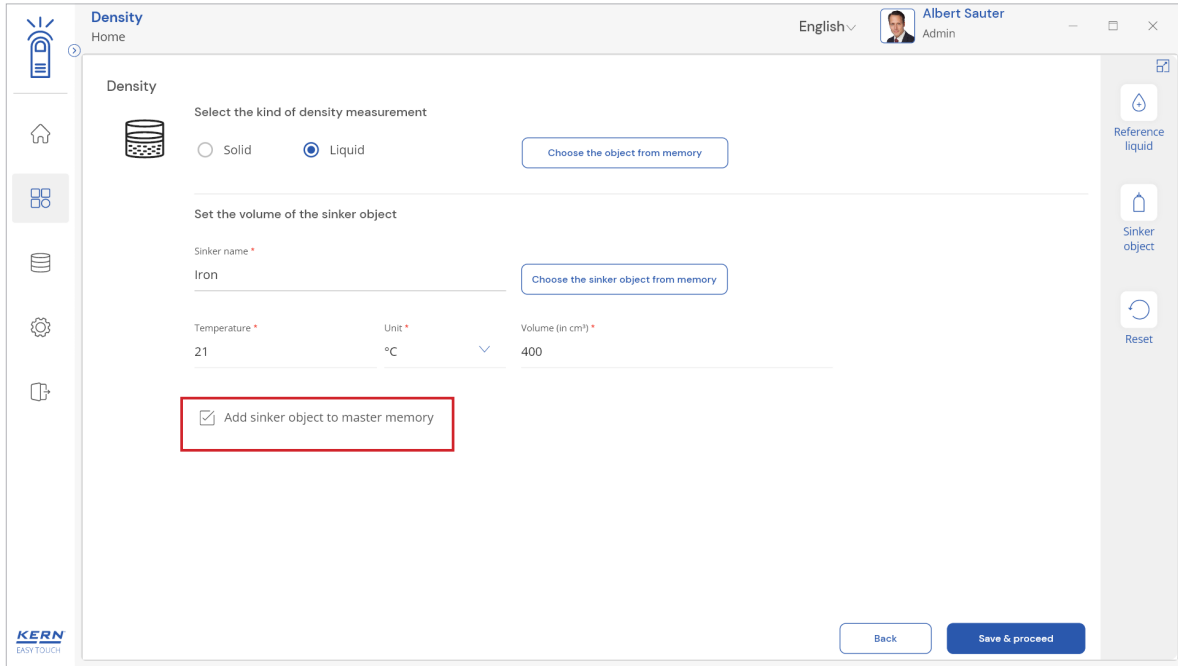 Density
Home
English
Albert Sauter
Admin
Density
Select the kind of density measurement
Solid
Liquid
Choose the object from memory
Set the volume of the sinker object
Sinker name *
Iron
Choose the sinker object from memory
Temperature *
Unit *
Volume (in cm³) *
21
°C
400
Add sinker object to master memory
Reference
liquid
Sinker
object
Reset
Back
Save & proceed
KERN
EASY TOUCH